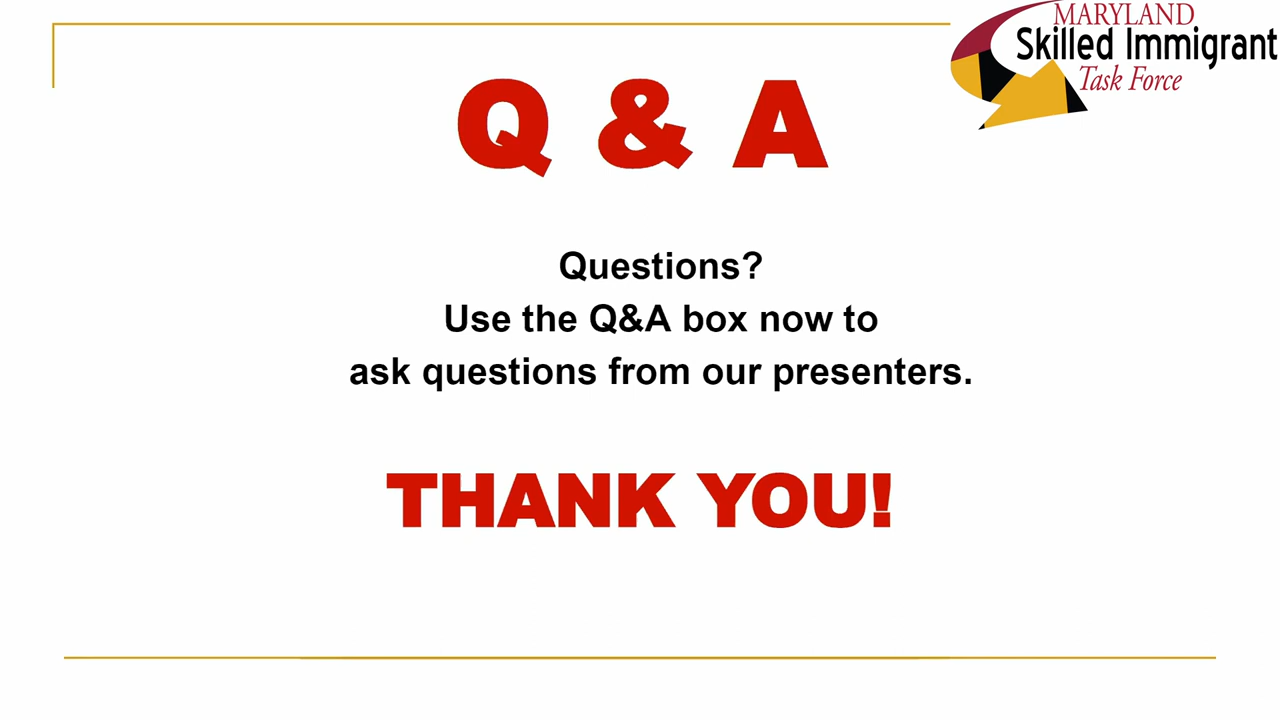 MARYLAND
Skilled Immigrant
Task Force
Q & A
Questions?
Use the Q&A box now to
ask questions from our presenters.
THANK YOU!